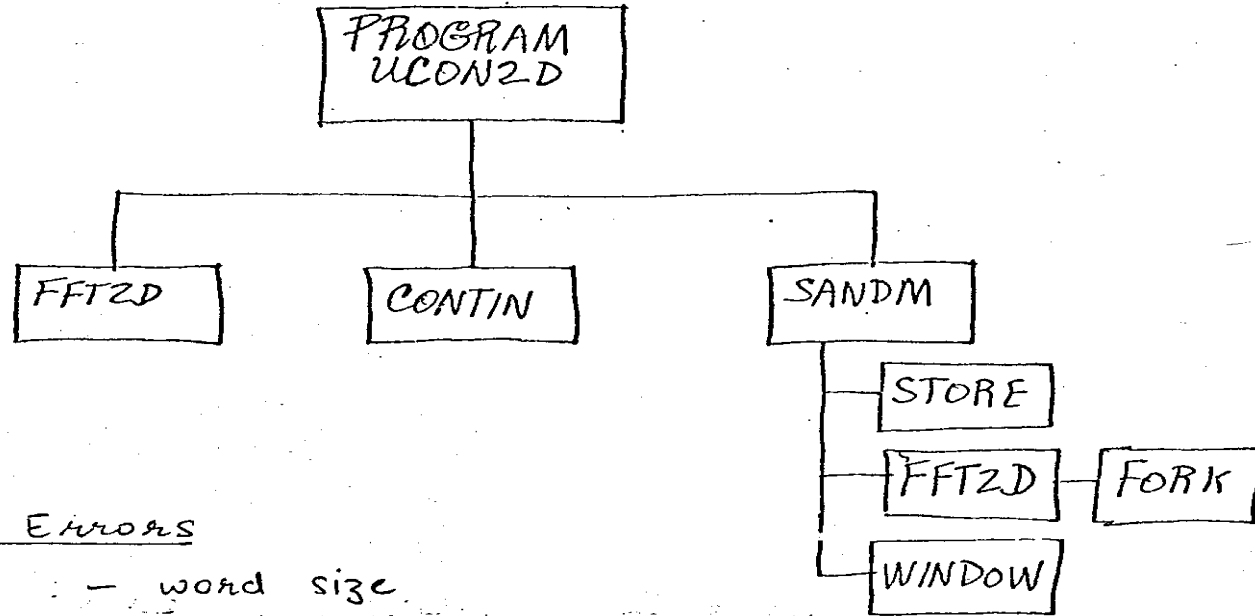 PROGRAM
UCON2D
FFT2D
CONTIN
SANDM
STORE
FFT2D
FORK
WINDOW
Errors
- word size.